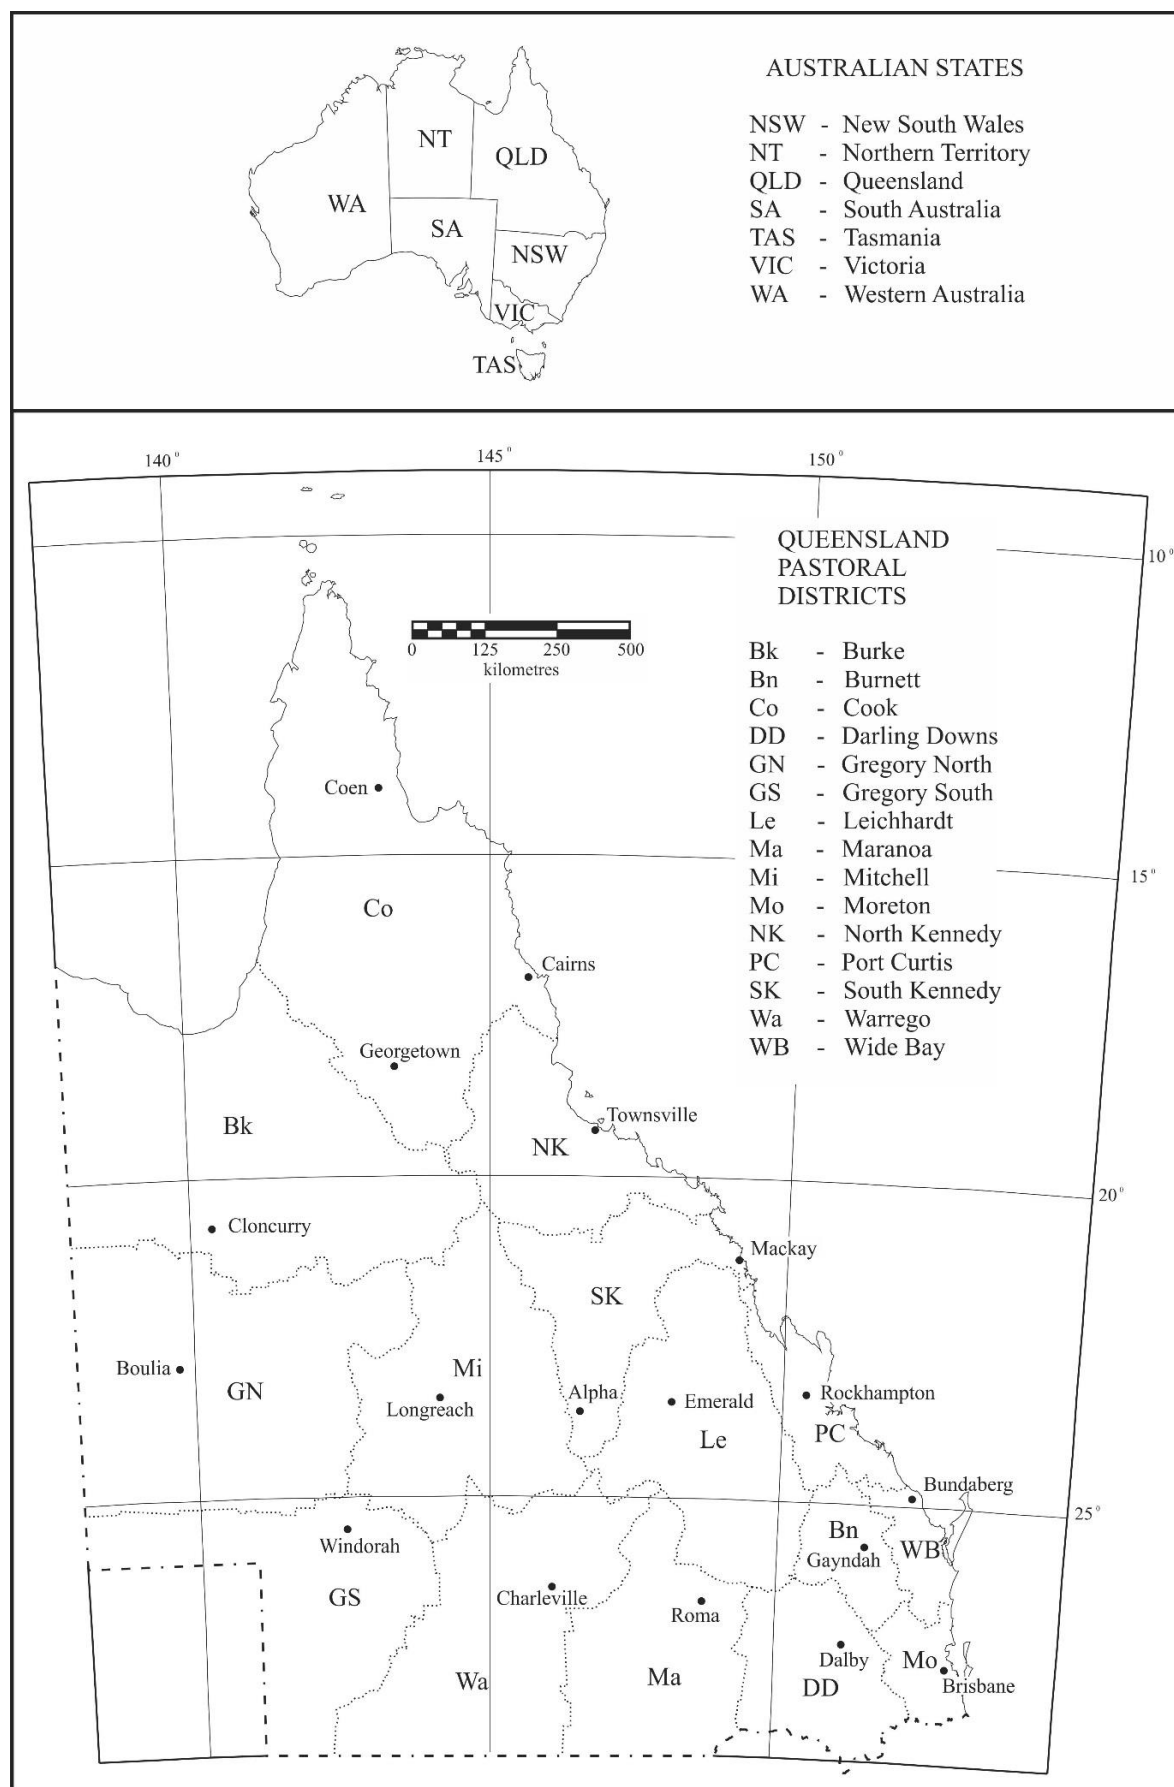 AUSTRALIAN STATES
NSW - New South Wales
NT - Northern Territory
QLD - Queensland
SA - South Australia
TAS - Tasmania
VIC - Victoria
WA - Western Australia
NT
QLD
WA
SA
NSW
VIC
TAS
140°
145°
150°
10°
15°
20°
25°
QUEENSLAND
PASTORAL
DISTRICTS
Bk - Burke
Bn - Burnett
Co - Cook
DD - Darling Downs
GN - Gregory North
GS - Gregory South
Le - Leichhardt
Ma - Maranoa
Mi - Mitchell
Mo - Moreton
NK - North Kennedy
PC - Port Curtis
SK - South Kennedy
Wa - Warrego
WB - Wide Bay
0 125 250 500
kilometres
Coen
Co
Cairns
Georgetown
Townsville
Bk
NK
Cloncurry
Mackay
SK
Boulia
GN
Mi
Longreach
Alpha
Emerald
Le
Rockhampton
PC
Bundaberg
Windorah
Bn
Gayndah
WB
GS
Charleville
Roma
Dalby
Mo
Brisbane
Wa
Ma
DD